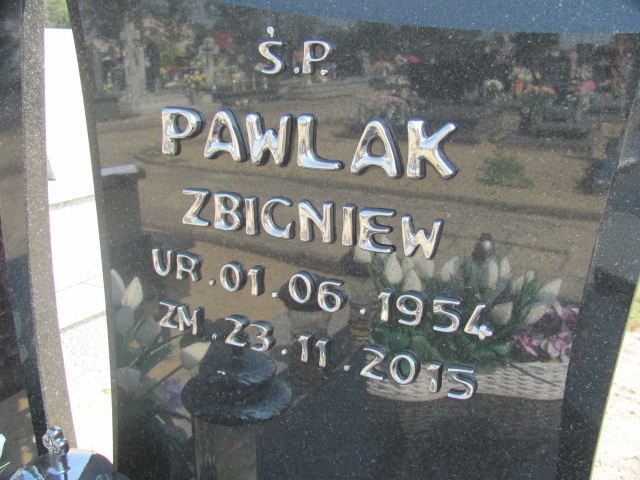 Ś.P.
PAWLAK
ZBIGNIEW
UR.01.06.1954
ZM.23.11.2015